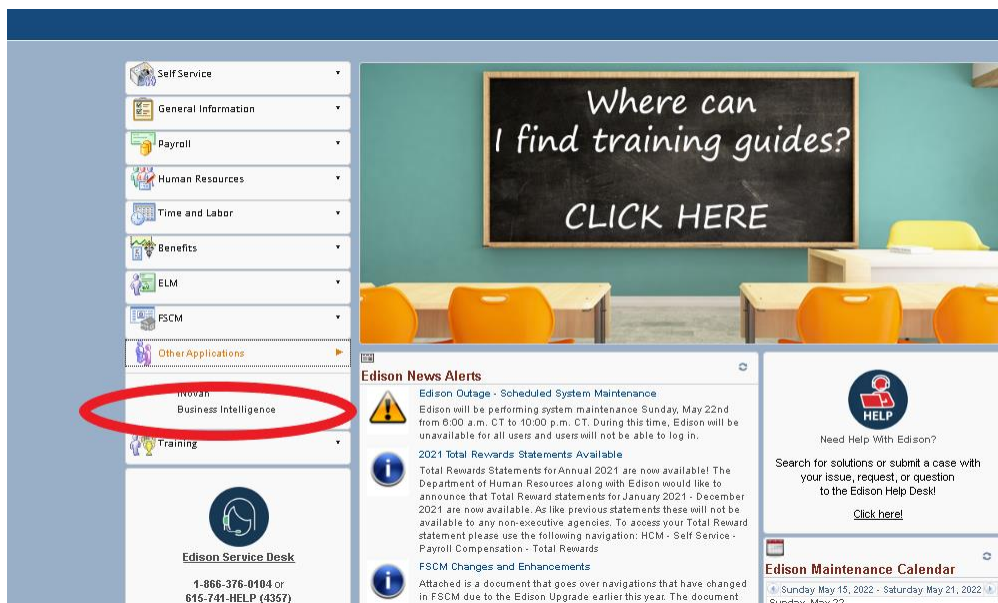 Self Service
General Information
Payroll
Human Resources
Time and Labor
Benefits
ELM
FSCM
Other Applications
iNovah
Business Intelligence
Training
Edison Service Desk
1-866-376-0104 or
615-741-HELP (4357)
Where can
I find training guides?
CLICK HERE
Edison News Alerts
Edison Outage - Scheduled System Maintenance
Edison will be performing system maintenance Sunday, May 22nd
from 6:00 a.m. CT to 10:00 p.m. CT. During this time, Edison will be
unavailable for all users and users will not be able to log in.
2021 Total Rewards Statements Available
Total Rewards Statements for Annual 2021 are now available! The
Department of Human Resources along with Edison would like to
announce that Total Reward statements for January 2021 - December
2021 are now available. As like previous statements these will not be
available to any non-executive agencies. To access your Total Reward
statement please use the following navigation: HCM - Self Service -
Payroll Compensation - Total Rewards
FSCM Changes and Enhancements
Attached is a document that goes over navigations that have changed
in FSCM due to the Edison Upgrade earlier this year. The document
HELP
Need Help With Edison?
Search for solutions or submit a case with
your issue, request, or question
to the Edison Help Desk!
Click here!
Edison Maintenance Calendar
Sunday May 15, 2022 - Saturday May 21, 2022
Sunday, May 22